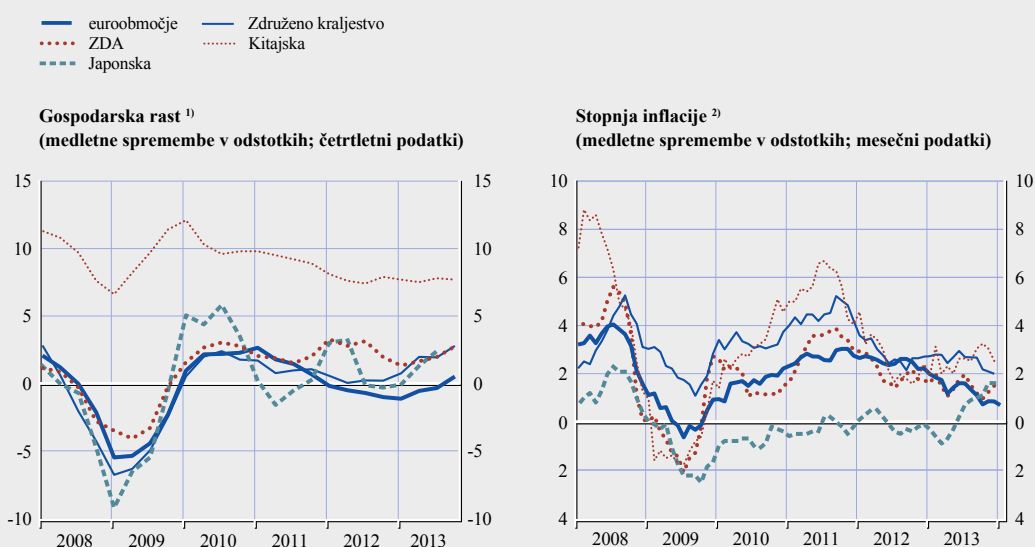 euroobmočje
ZDA
Japonska
Združeno kraljestvo
Kitajska
Gospodarska rast 1)
(medletne spremembe v odstotkih; četrtletni podatki)
15 15
10 10
5 5
0 0
-5 -5
-10 -10
2008 2009 2010 2011 2012 2013
Stopnja inflacije 2)
(medletne spremembe v odstotkih; mesečni podatki)
10 10
8 8
6 6
4 4
2 2
0 0
2 2
4 4
2008 2009 2010 2011 2012 2013